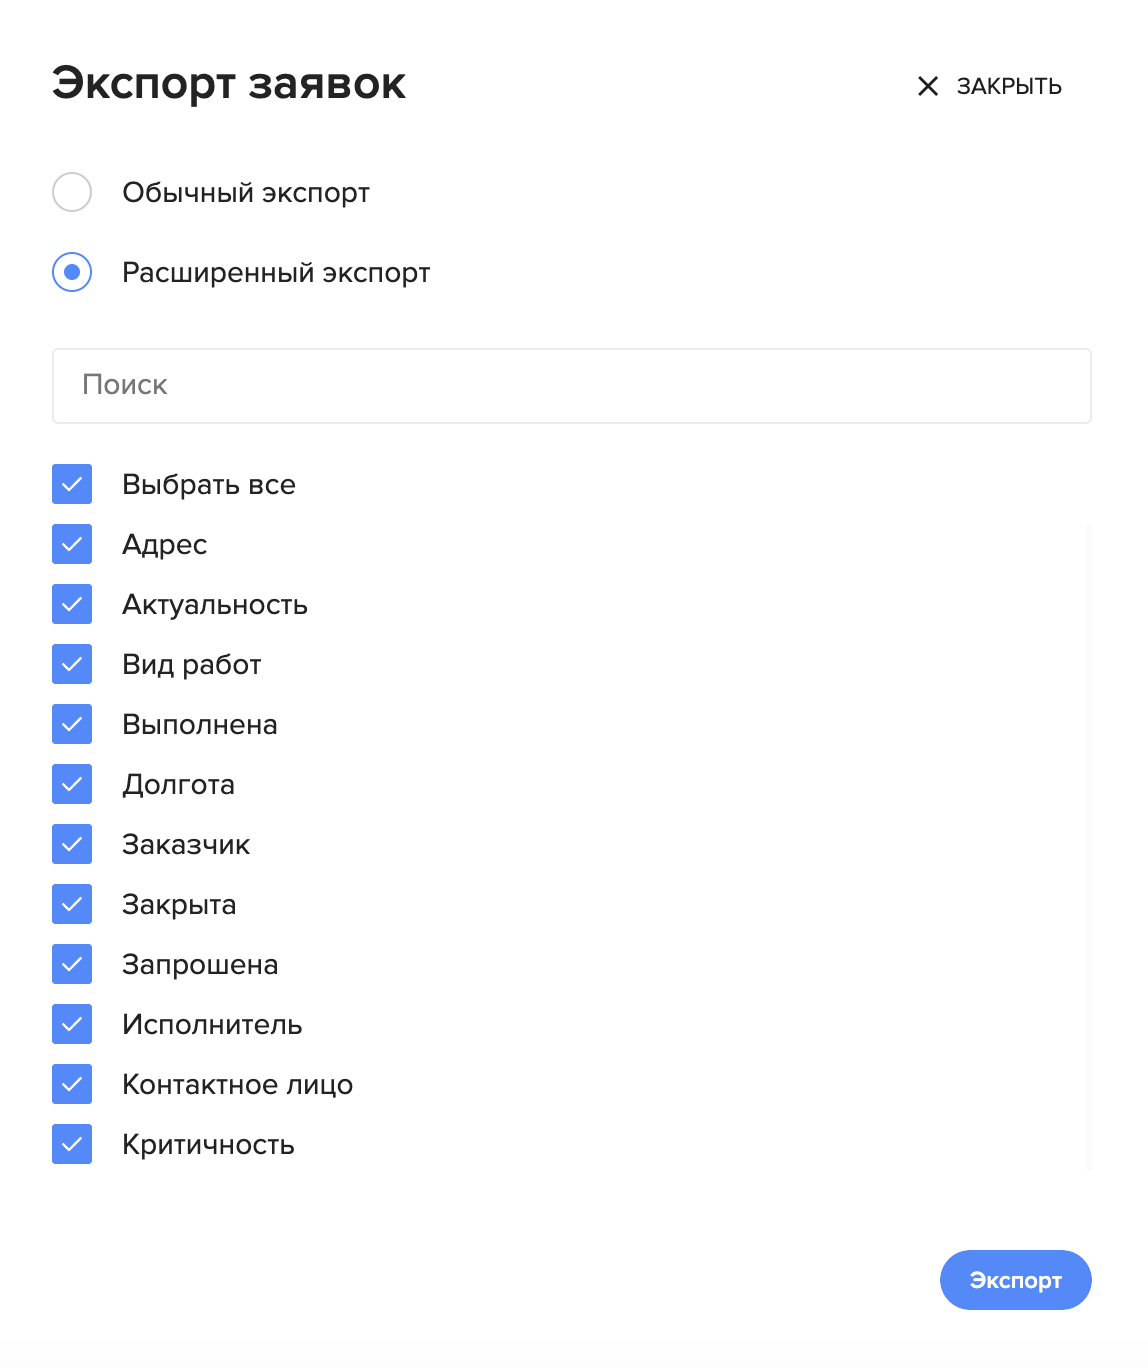 Экспорт заявок
ЗАКРЫТЬ
Обычный экспорт
Расширенный экспорт
Поиск
Выбрать все
Адрес
Актуальность
Вид работ
Выполнена
Долгота
Заказчик
Закрыта
Запрошена
Исполнитель
Контактное лицо
Критичность
Экспорт